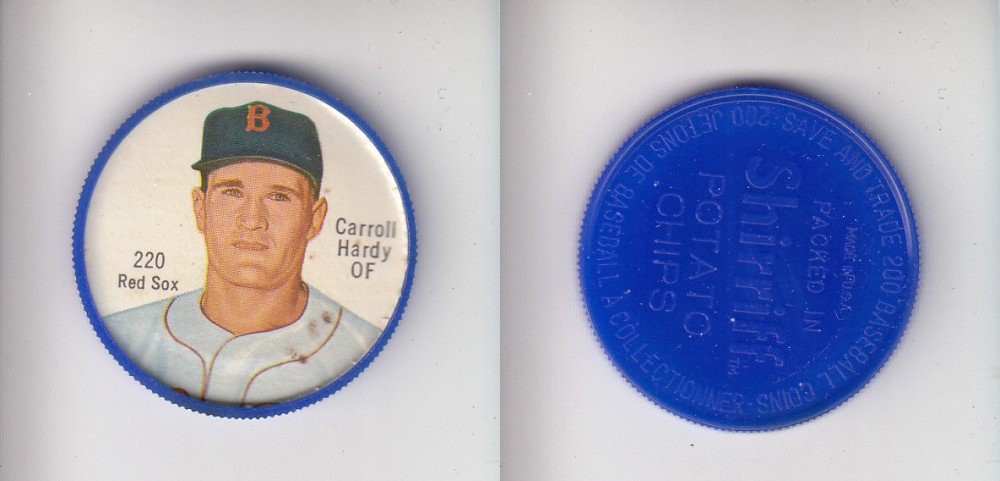 B
220
Red Sox
Carroll
Hardy
OF
SAVE AND TRADE 200 BASEBALL COINS·
200 JETONS DE BASEBALL À COLLECTIONNER·
MADE IN U.S.A.
PACKED IN
Shirriff™
POTATO
CHIPS